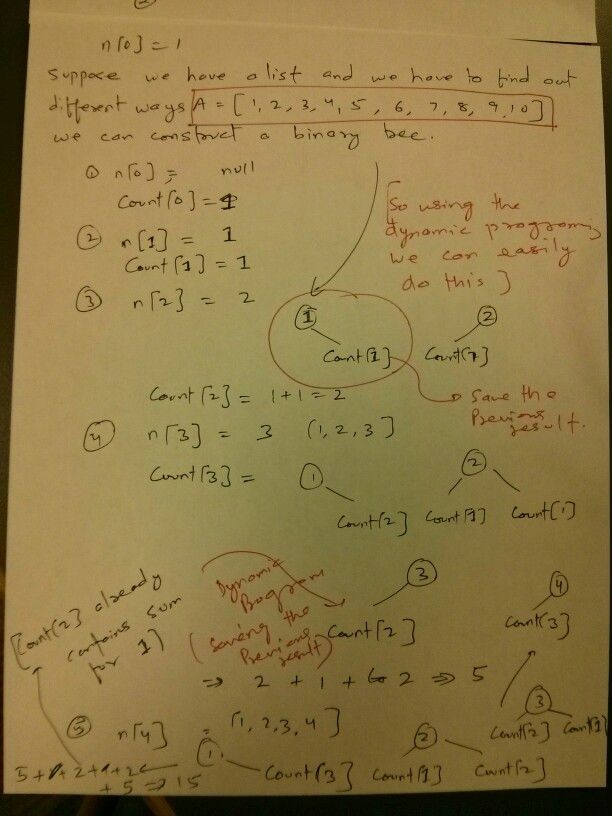 n[0] = 1
Suppose we have a list and we have to find out
different ways A = [1, 2, 3, 4, 5, 6, 7, 8, 9, 10]
we can construct a binary tree.
① n[0] = null
Count[0] = 1
② n[1] = 1
Count[1] = 1
③ n[2] = 2
[So using the
dynamic programing
we can easily
do this]
1 2
Count[1] Count[1]
Count[2] = 1+1 = 2
Save the
Previous
result.
④ n[3] = 3 (1, 2, 3)
Count[3] = 1 2
Count[2] Count[1] Count[1]
3
Count[2]
Dynamic
Program
(Saving the
Previous
result)
[Count[2] already
contains sum
for 1]
⇒ 2 + 1 + 2 ⇒ 5
⑤ n[4] = [1, 2, 3, 4]
1 2 3 4
Count[3] Count[1] Count[2] Count[2] Count[1] Count[3]
+ 5 ⇒ 15